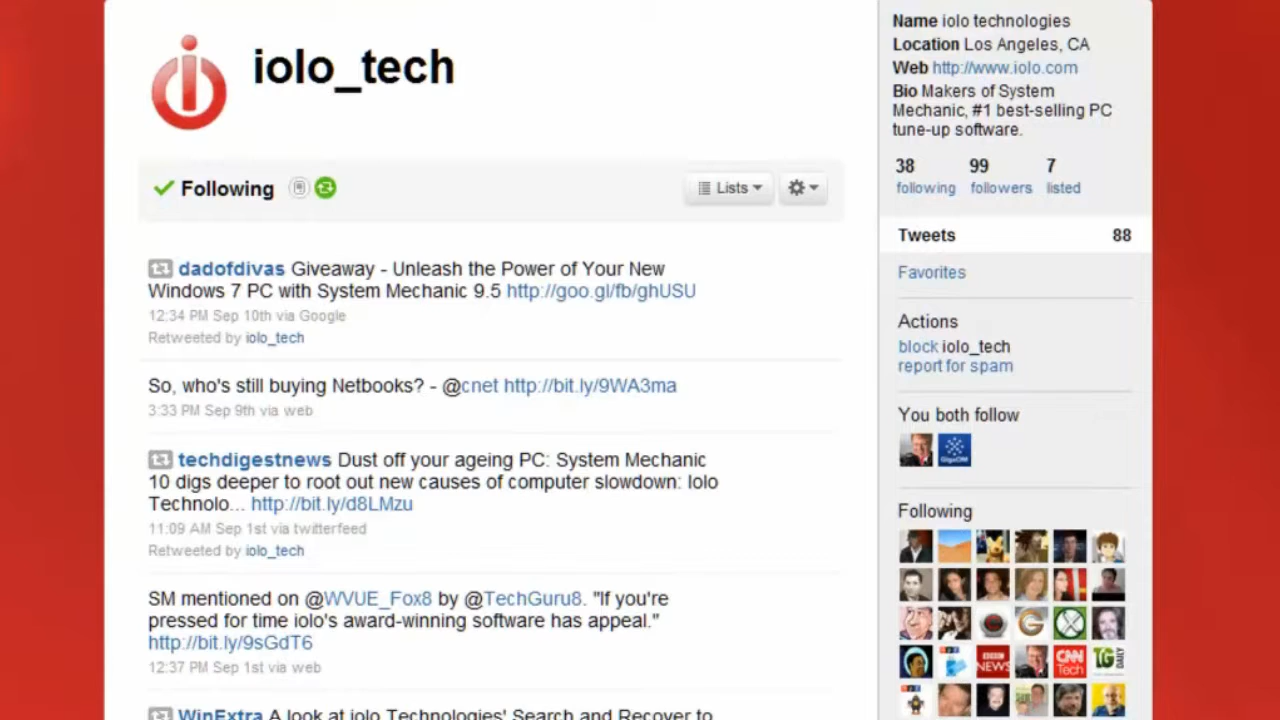 iolo_tech
Following
Lists
dadofdivas Giveaway - Unleash the Power of Your New
Windows 7 PC with System Mechanic 9.5 http://goo.gl/fb/ghUSU
12:34 PM Sep 10th via Google
Retweeted by iolo_tech
So, who's still buying Netbooks? - @cnet http://bit.ly/9WA3ma
3:33 PM Sep 9th via web
techdigestnews Dust off your ageing PC: System Mechanic
10 digs deeper to root out new causes of computer slowdown: Iolo
Technolo... http://bit.ly/d8LMzu
11:09 AM Sep 1st via twitterfeed
Retweeted by iolo_tech
SM mentioned on @WVUE_Fox8 by @TechGuru8. "If you're
pressed for time iolo's award-winning software has appeal."
http://bit.ly/9sGdT6
12:37 PM Sep 1st via web
WinExtra A look at iolo Technologies' Search and Recover to
Name iolo technologies
Location Los Angeles, CA
Web http://www.iolo.com
Bio Makers of System
Mechanic, #1 best-selling PC
tune-up software.
38 99 7
following followers listed
Tweets 88
Favorites
Actions
block iolo_tech
report for spam
You both follow
GigaOM
Following
BBC
NEWS
CNN
Tech
TG
DAILY